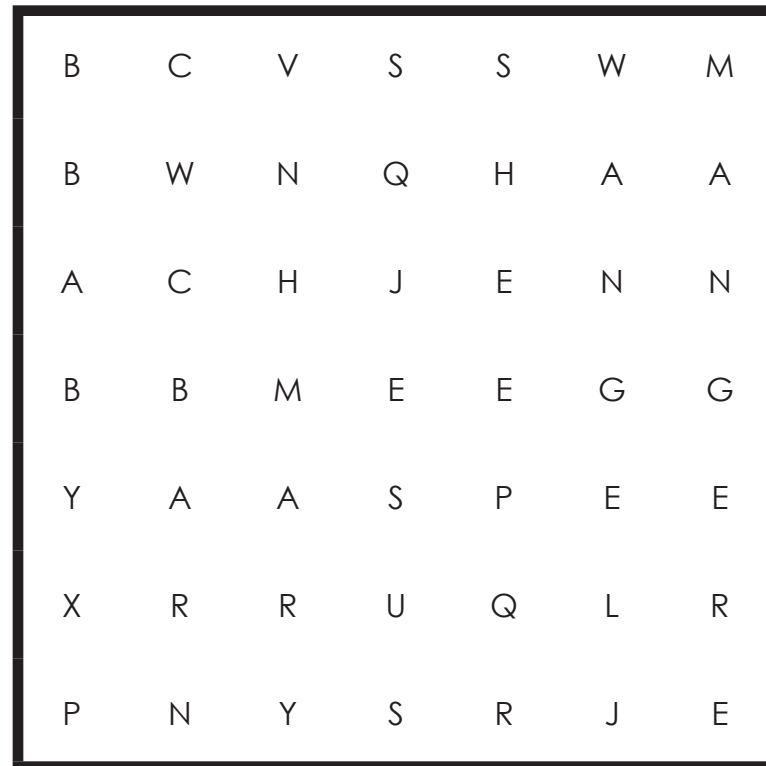 B C V S S W M
B W N Q H A A
A C H J E N N
B B M E E G G
Y A A S P E E
X R R U Q L R
P N Y S R J E